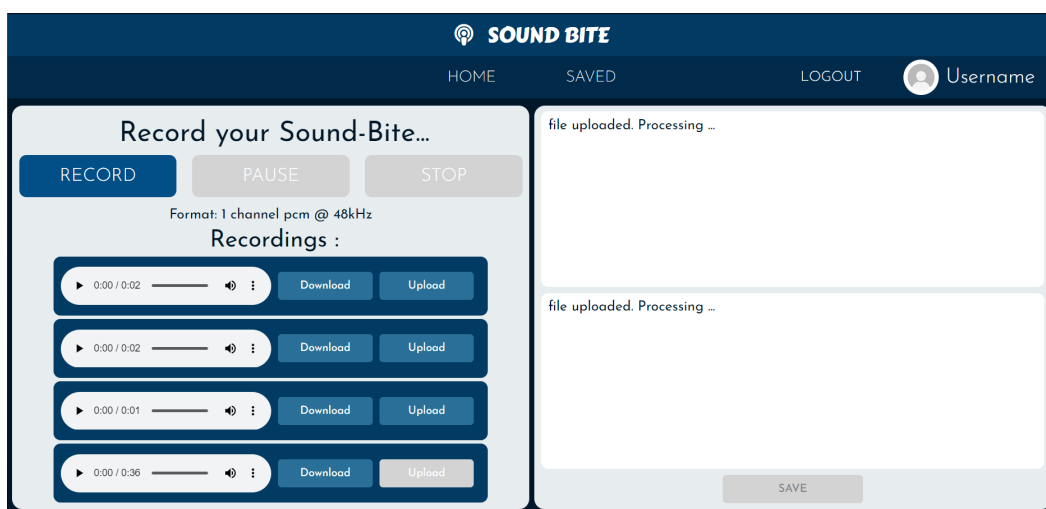 SOUND BITE
HOME SAVED LOGOUT Username
Record your Sound-Bite...
RECORD PAUSE STOP
Format: 1 channel pcm @ 48kHz
Recordings :
0:00 / 0:02 Download Upload
0:00 / 0:02 Download Upload
0:00 / 0:01 Download Upload
0:00 / 0:36 Download Upload
file uploaded. Processing ...
file uploaded. Processing ...
SAVE